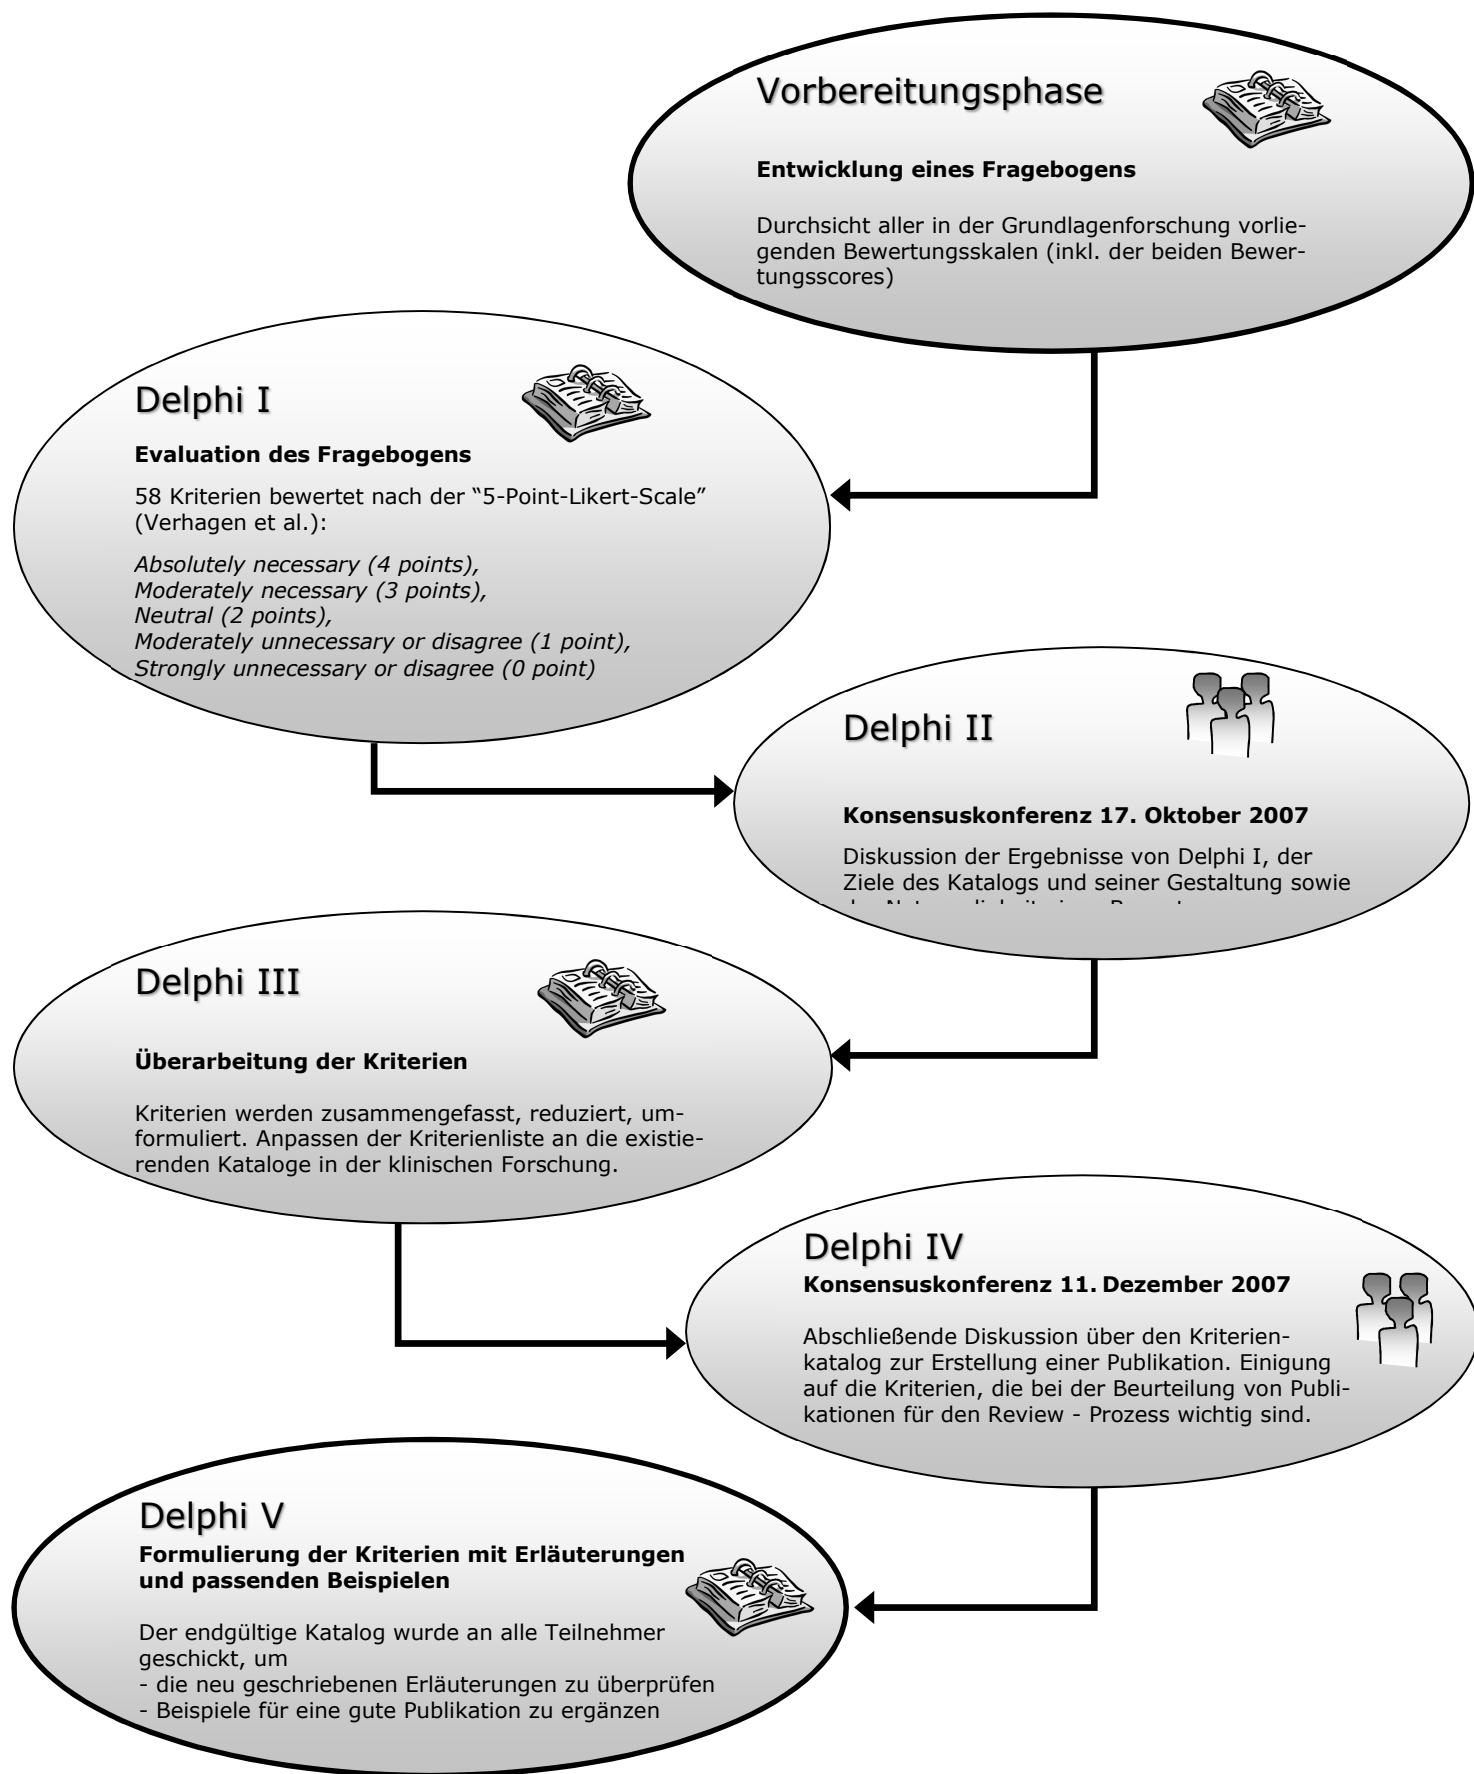 Vorbereitungsphase
Entwicklung eines Fragebogens
Durchsicht aller in der Grundlagenforschung vorlie-
genden Bewertungsskalen (inkl. der beiden Bewer-
tungsscores)
Delphi I
Evaluation des Fragebogens
58 Kriterien bewertet nach der “5-Point-Likert-Scale”
(Verhagen et al.):
Absolutely necessary (4 points),
Moderately necessary (3 points),
Neutral (2 points),
Moderately unnecessary or disagree (1 point),
Strongly unnecessary or disagree (0 point)
Delphi II
Konsensuskonferenz 17. Oktober 2007
Diskussion der Ergebnisse von Delphi I, der
Ziele des Katalogs und seiner Gestaltung sowie
Delphi III
Überarbeitung der Kriterien
Kriterien werden zusammengefasst, reduziert, um-
formuliert. Anpassen der Kriterienliste an die existie-
renden Kataloge in der klinischen Forschung.
Delphi IV
Konsensuskonferenz 11. Dezember 2007
Abschließende Diskussion über den Kriterien-
katalog zur Erstellung einer Publikation. Einigung
auf die Kriterien, die bei der Beurteilung von Publi-
kationen für den Review - Prozess wichtig sind.
Delphi V
Formulierung der Kriterien mit Erläuterungen
und passenden Beispielen
Der endgültige Katalog wurde an alle Teilnehmer
geschickt, um
- die neu geschriebenen Erläuterungen zu überprüfen
- Beispiele für eine gute Publikation zu ergänzen